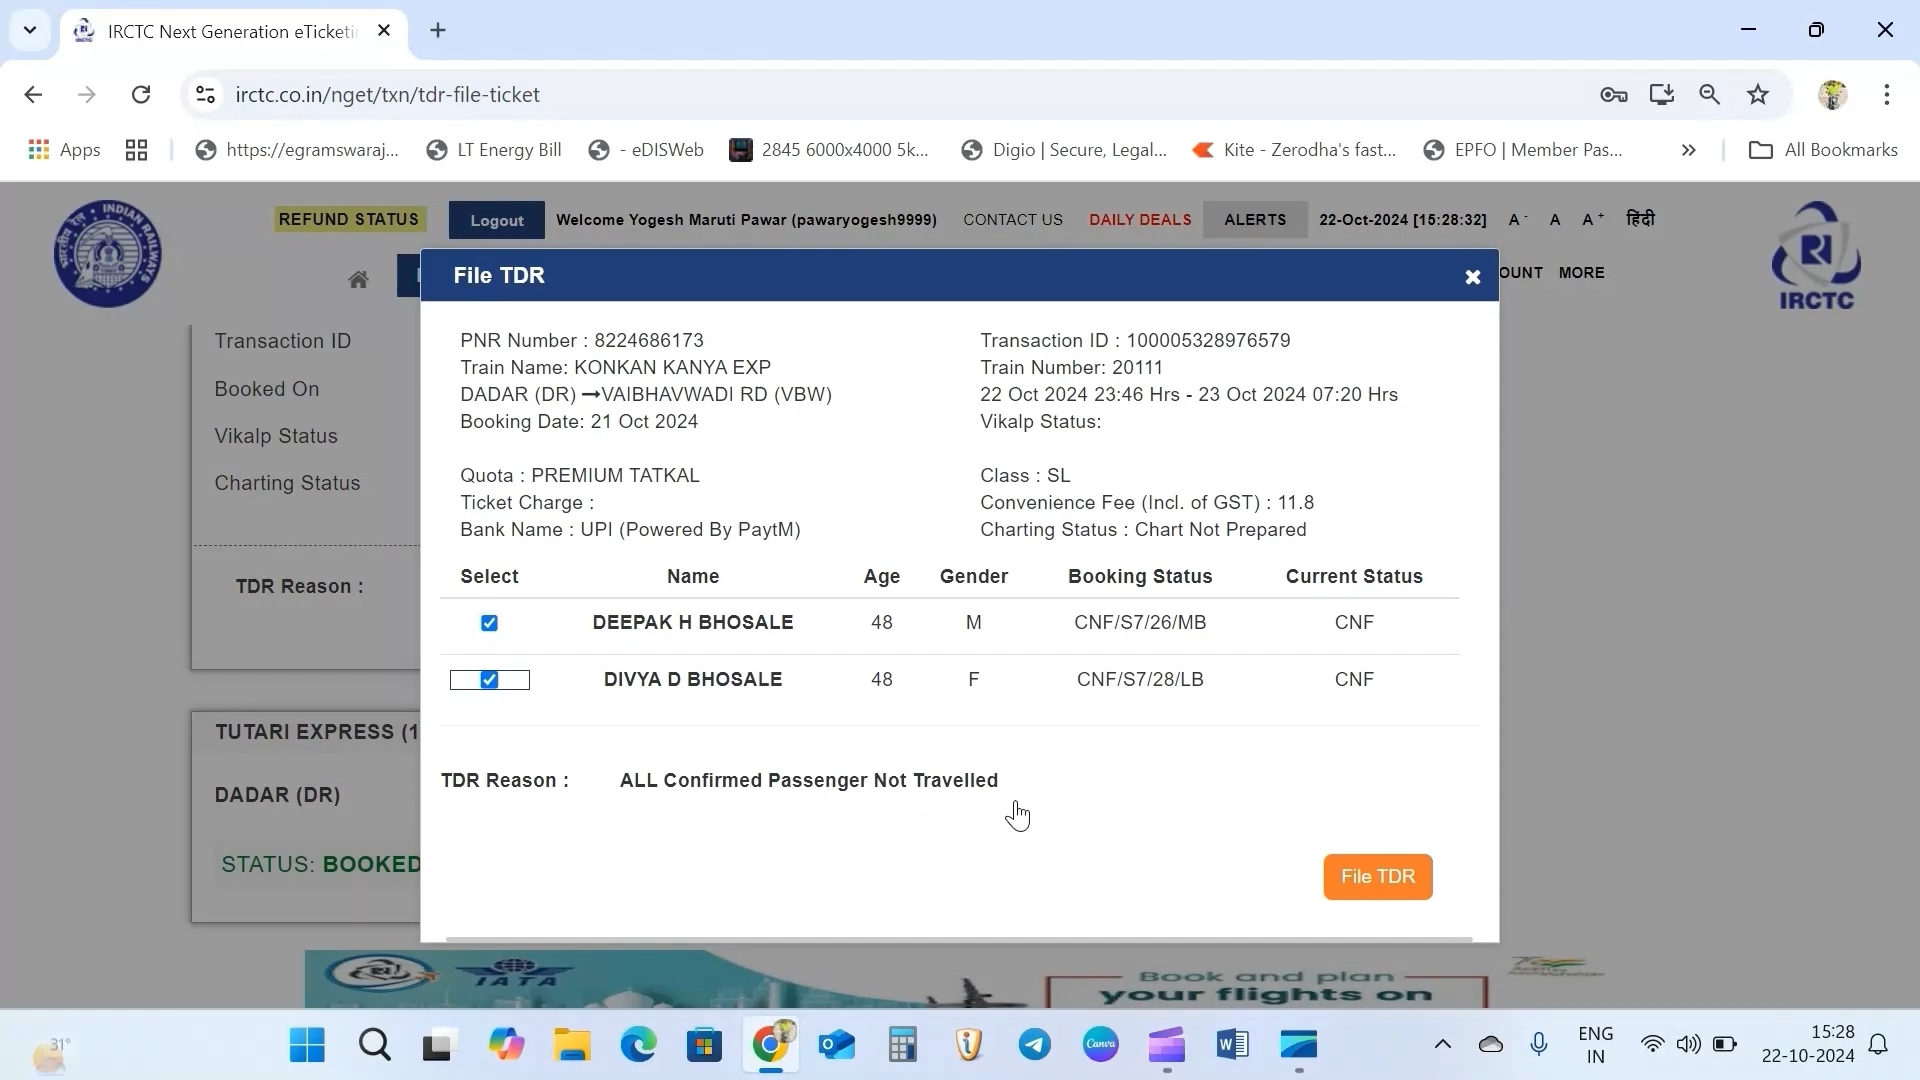 IRCTC Next Generation eTicketi
irctc.co.in/nget/txn/tdr-file-ticket
Apps
https://egramswaraj...
LT Energy Bill
- eDISWeb
2845 6000x4000 5k...
Digio | Secure, Legal...
Kite - Zerodha's fast...
EPFO | Member Pas...
All Bookmarks
REFUND STATUS
Logout
Welcome Yogesh Maruti Pawar (pawaryogesh9999)
CONTACT US
DAILY DEALS
ALERTS
22-Oct-2024 [15:28:32]
A-
A
A+
हिंदी
INDIAN RAILWAYS
OUNT
MORE
IRCTC
File TDR
PNR Number : 8224686173
Transaction ID : 100005328976579
Train Name: KONKAN KANYA EXP
Train Number: 20111
DADAR (DR) →VAIBHAVWADI RD (VBW)
22 Oct 2024 23:46 Hrs - 23 Oct 2024 07:20 Hrs
Booking Date: 21 Oct 2024
Vikalp Status:
Quota : PREMIUM TATKAL
Class : SL
Ticket Charge :
Convenience Fee (Incl. of GST) : 11.8
Bank Name : UPI (Powered By PaytM)
Charting Status : Chart Not Prepared
Select Name Age Gender Booking Status Current Status
DEEPAK H BHOSALE 48 M CNF/S7/26/MB CNF
DIVYA D BHOSALE 48 F CNF/S7/28/LB CNF
TDR Reason : ALL Confirmed Passenger Not Travelled
File TDR
Transaction ID
Booked On
Vikalp Status
Charting Status
TDR Reason :
TUTARI EXPRESS (1
DADAR (DR)
STATUS: BOOKED
IATA
Book and plan
your flights on
31°
Canva
ENG
IN
15:28
22-10-2024